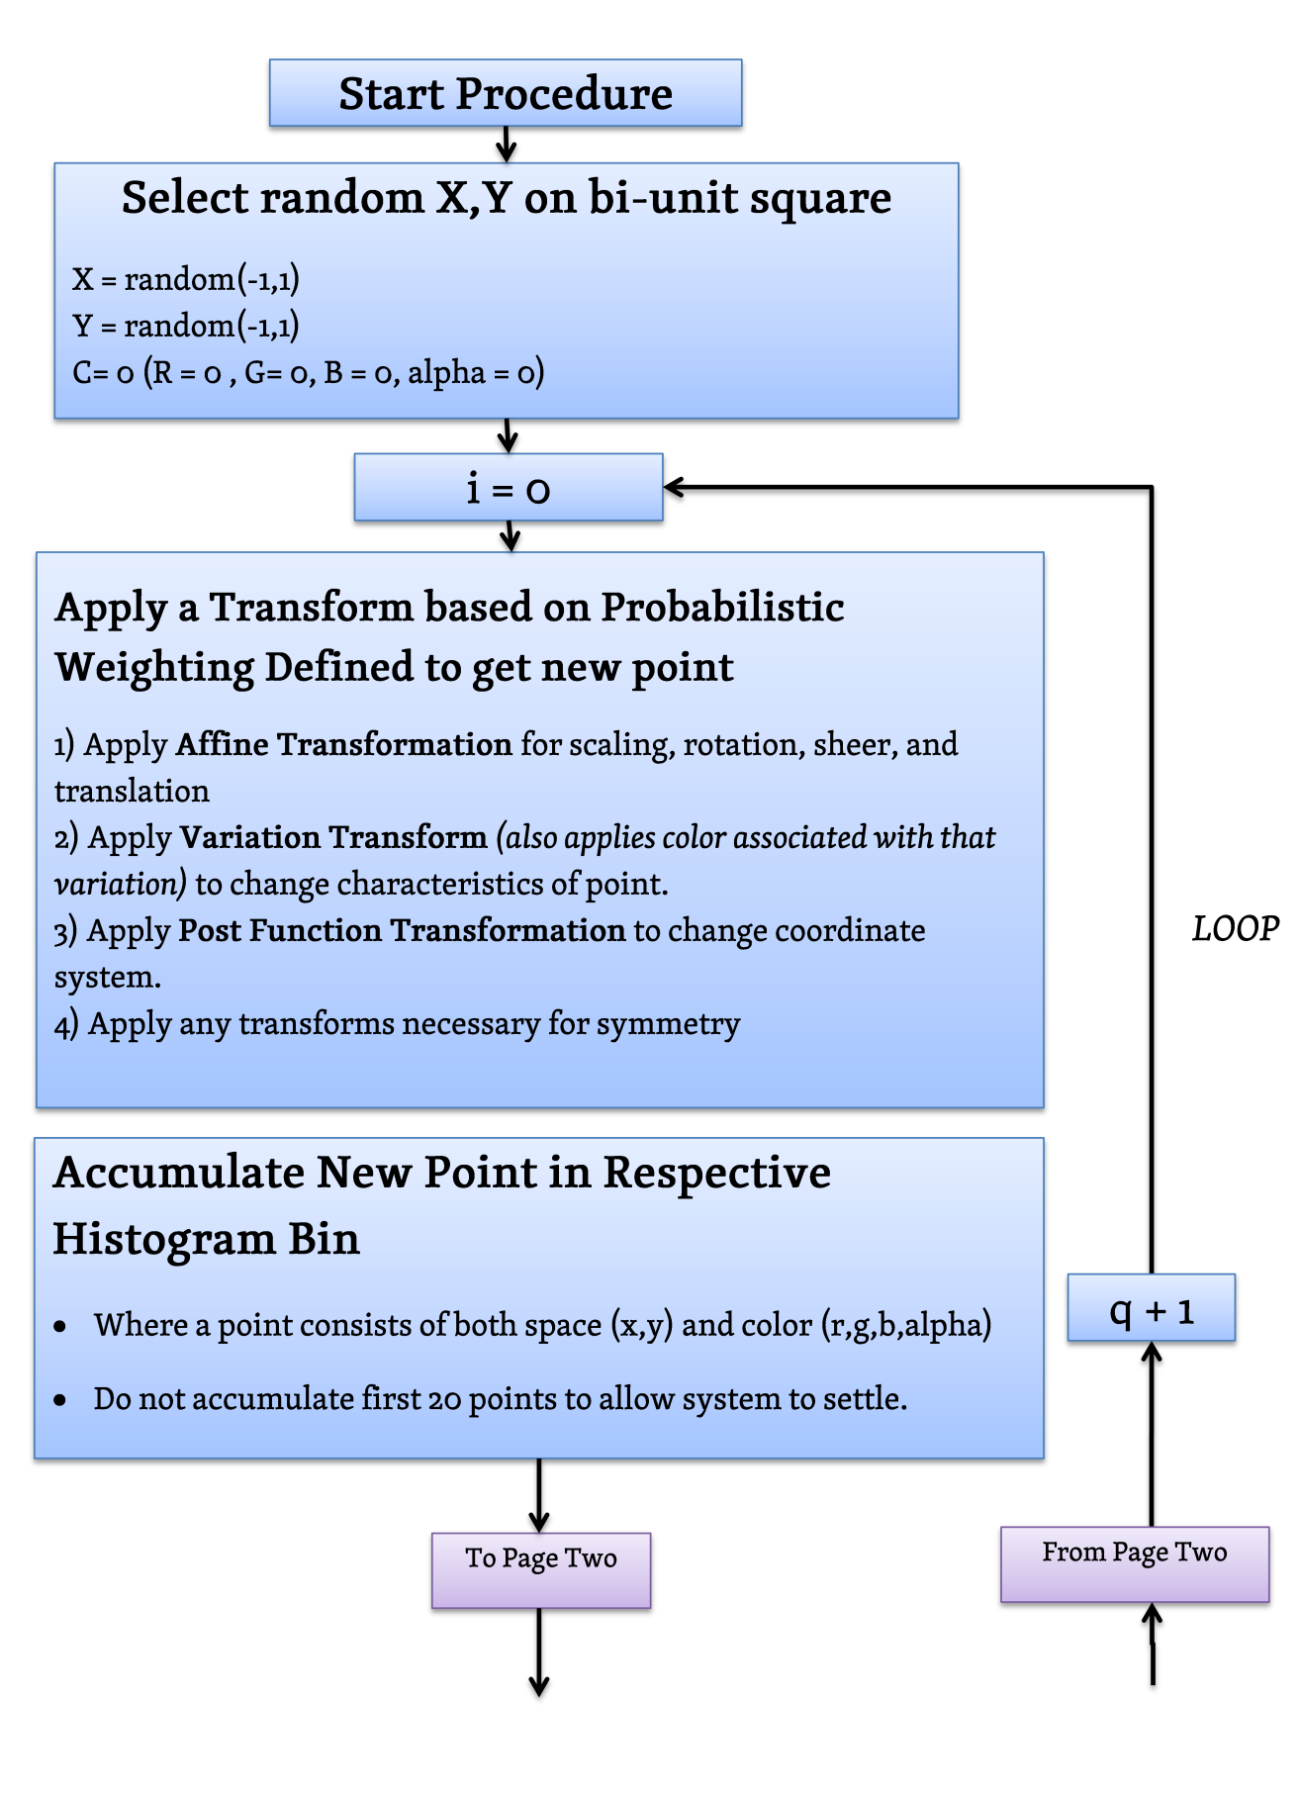 Start Procedure
Select random X,Y on bi-unit square
X = random(-1,1)
Y = random(-1,1)
C= 0 (R = 0 , G= 0, B = 0, alpha = 0)
i = 0
Apply a Transform based on Probabilistic
Weighting Defined to get new point
1) Apply Affine Transformation for scaling, rotation, sheer, and
translation
2) Apply Variation Transform (also applies color associated with that
variation) to change characteristics of point.
3) Apply Post Function Transformation to change coordinate
system.
4) Apply any transforms necessary for symmetry
LOOP
Accumulate New Point in Respective
Histogram Bin
• Where a point consists of both space (x,y) and color (r,g,b,alpha)
• Do not accumulate first 20 points to allow system to settle.
q + 1
To Page Two
From Page Two